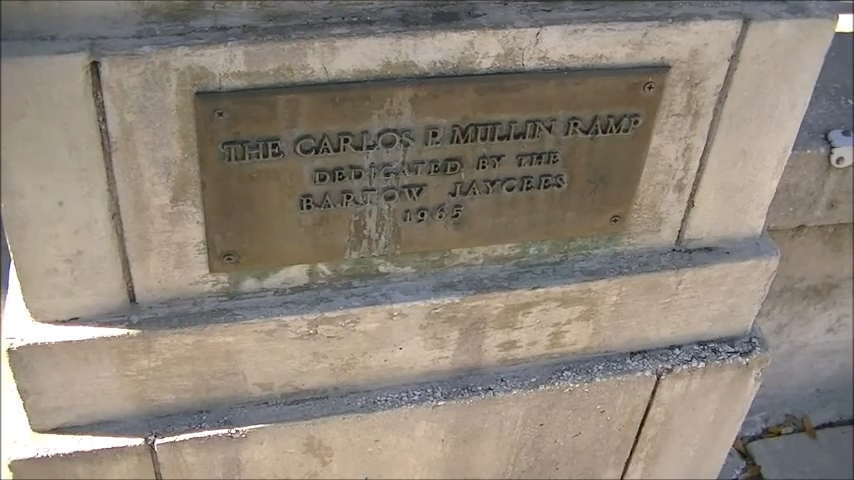 THE CARLOS P. MULLIN RAMP
DEDICATED BY THE
BARTOW JAYCEES
1965